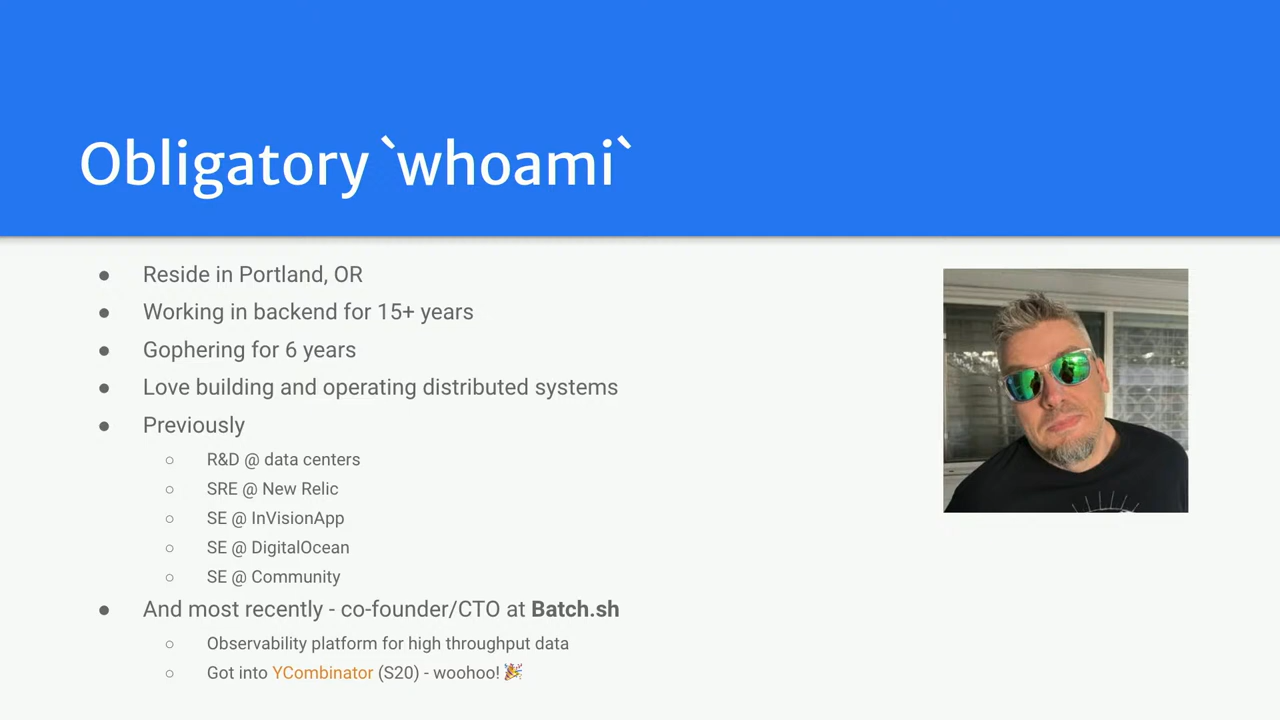 Obligatory `whoami`
● Reside in Portland, OR
● Working in backend for 15+ years
● Gophering for 6 years
● Love building and operating distributed systems
● Previously
○ R&D @ data centers
○ SRE @ New Relic
○ SE @ InVisionApp
○ SE @ DigitalOcean
○ SE @ Community
● And most recently - co-founder/CTO at Batch.sh
○ Observability platform for high throughput data
○ Got into YCombinator (S20) - woohoo! 🎉